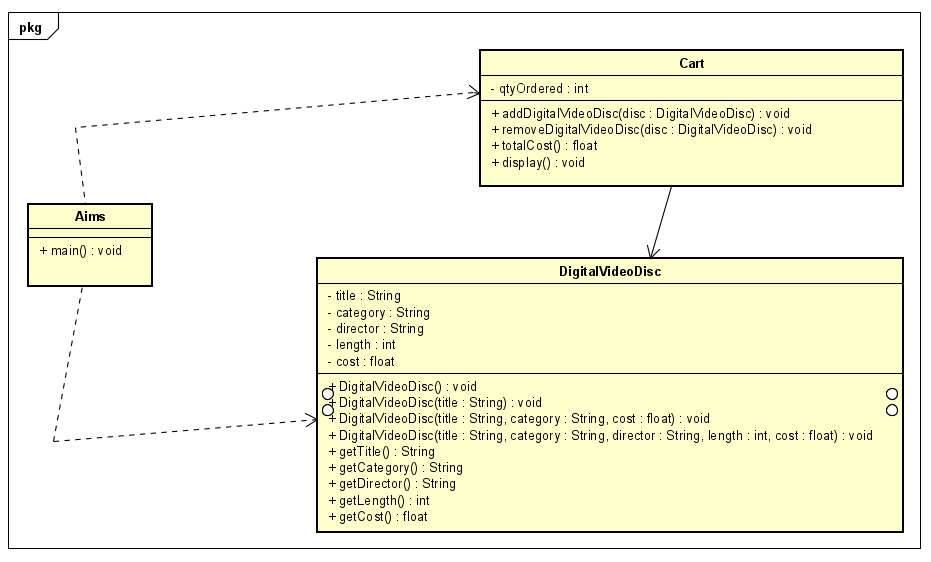 pkg
Cart
- qtyOrdered : int
+ addDigitalVideoDisc(disc : DigitalVideoDisc) : void
+ removeDigitalVideoDisc(disc : DigitalVideoDisc) : void
+ totalCost() : float
+ display() : void
Aims
+ main() : void
DigitalVideoDisc
- title : String
- category : String
- director : String
- length : int
- cost : float
+ DigitalVideoDisc() : void
+ DigitalVideoDisc(title : String) : void
+ DigitalVideoDisc(title : String, category : String, cost : float) : void
+ DigitalVideoDisc(title : String, category : String, director : String, length : int, cost : float) : void
+ getTitle() : String
+ getCategory() : String
+ getDirector() : String
+ getLength() : int
+ getCost() : float